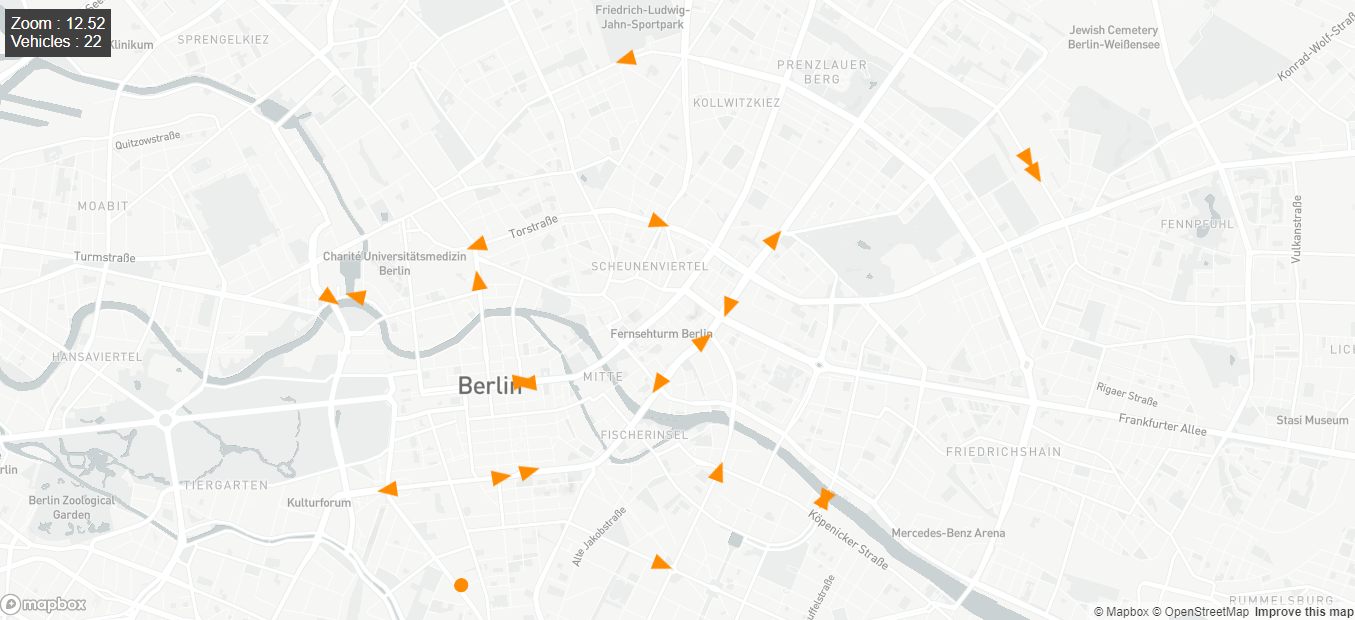 Zoom : 12.52
Vehicles : 22
Klinikum
SPRENGELKIEZ
Friedrich-Ludwig-
Jahn-Sportpark
Jewish Cemetery
Berlin-Weißensee
Konrad-Wolf-Straß
PRENZLAUER
BERG
KOLLWITZKIEZ
Quitzowstraße
MOABIT
Torstraße
FENNPFUHL
Vulkanstraße
Turmstraße
Charité Universitätsmedizin
Berlin
SCHEUNENVIERTEL
Fernsehturm Berlin
HANSAVIERTEL
LICH
Berlin
MITTE
Rigaer Straße
Frankfurter Allee
Stasi Museum
FISCHERINSEL
FRIEDRICHSHAIN
erlin
TIERGARTEN
Berlin Zoological
Garden
Kulturforum
Alte Jakobstraße
Köpenicker Straße
Mercedes-Benz Arena
uffelstraße
RUMMELSBURG
mapbox
© Mapbox © OpenStreetMap Improve this map